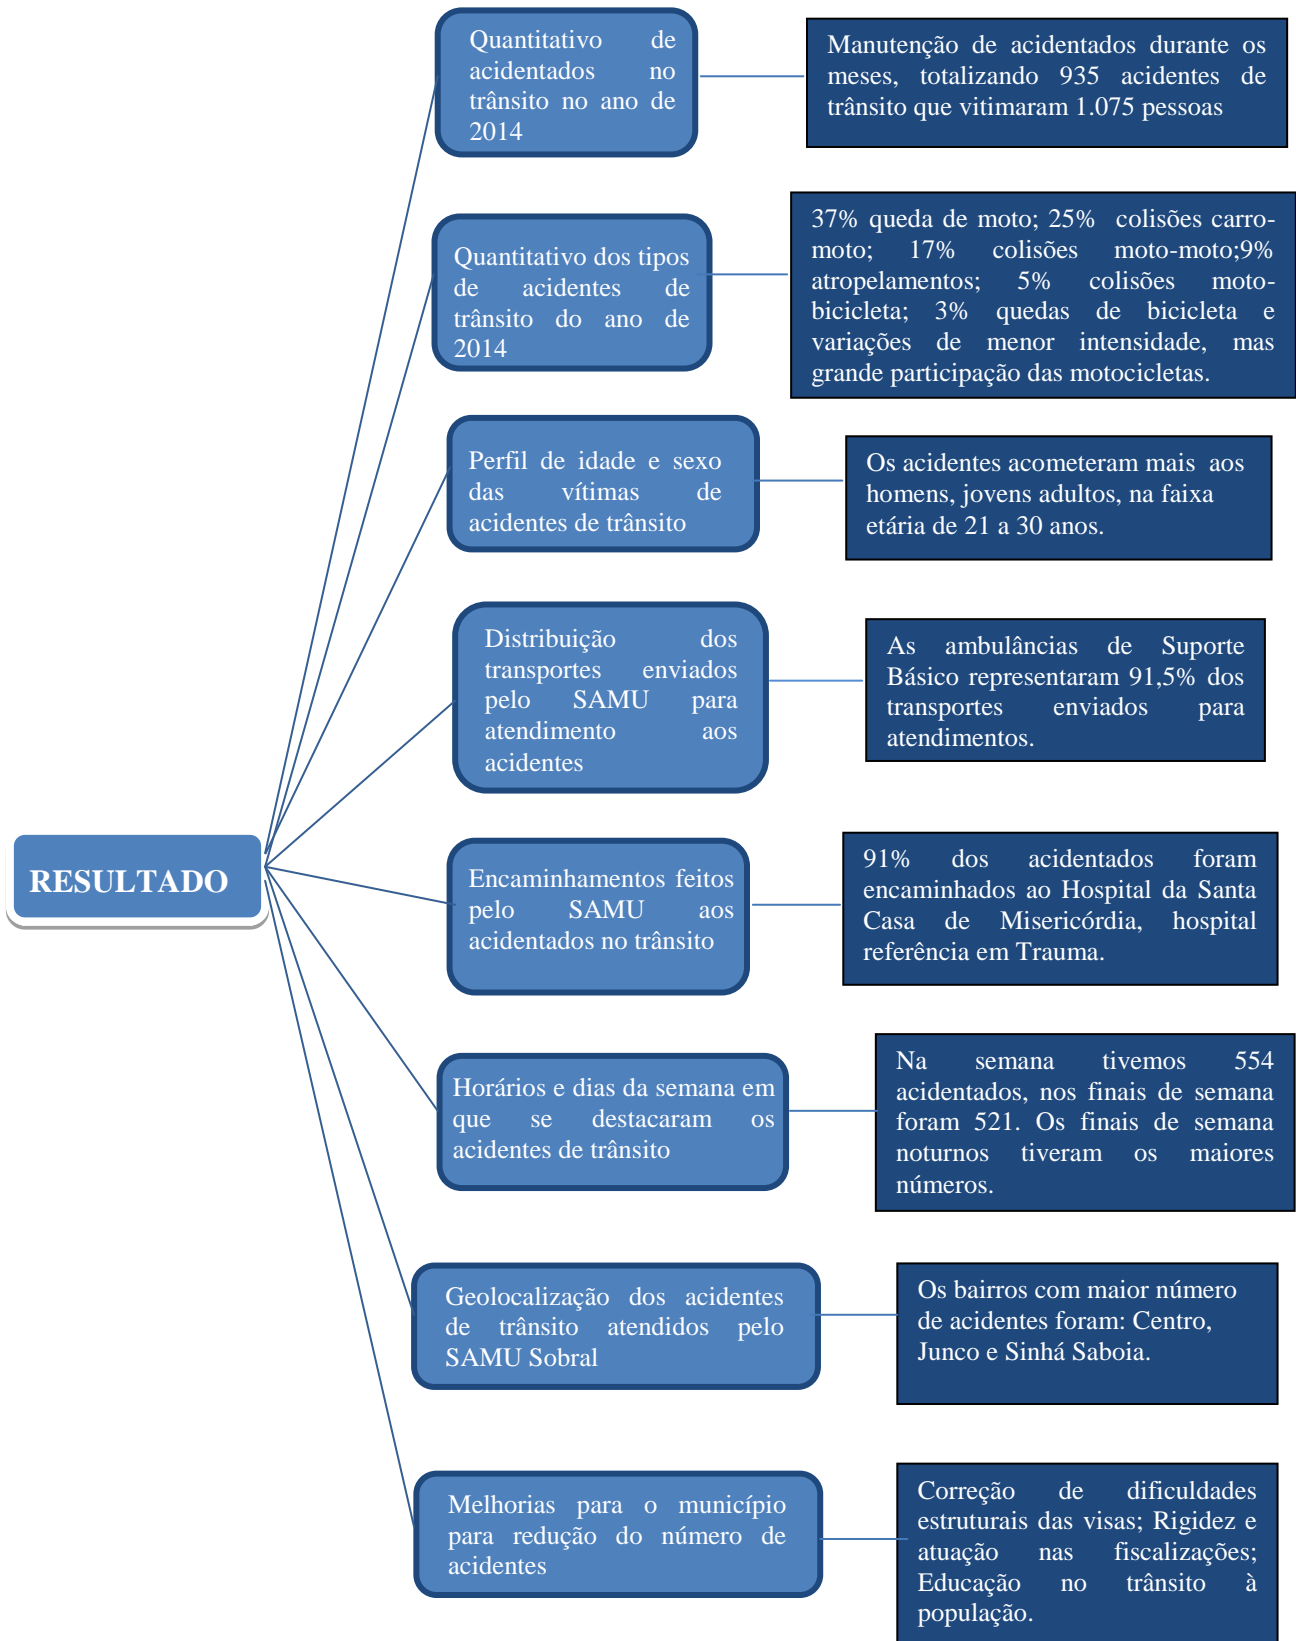 RESULTADO
Quantitativo de
acidentados no
trânsito no ano de
2014
Manutenção de acidentados durante os
meses, totalizando 935 acidentes de
trânsito que vitimaram 1.075 pessoas
Quantitativo dos tipos
de acidentes de
trânsito do ano de
2014
37% queda de moto; 25% colisões carro-
moto; 17% colisões moto-moto;9%
atropelamentos; 5% colisões moto-
bicicleta; 3% quedas de bicicleta e
variações de menor intensidade, mas
grande participação das motocicletas.
Perfil de idade e sexo
das vítimas de
acidentes de trânsito
Os acidentes acometeram mais aos
homens, jovens adultos, na faixa
etária de 21 a 30 anos.
Distribuição dos
transportes enviados
pelo SAMU para
atendimento aos
acidentes
As ambulâncias de Suporte
Básico representaram 91,5% dos
transportes enviados para
atendimentos.
Encaminhamentos feitos
pelo SAMU aos
acidentados no trânsito
91% dos acidentados foram
encaminhados ao Hospital da Santa
Casa de Misericórdia, hospital
referência em Trauma.
Horários e dias da semana em
que se destacaram os
acidentes de trânsito
Na semana tivemos 554
acidentados, nos finais de semana
foram 521. Os finais de semana
noturnos tiveram os maiores
números.
Geolocalização dos acidentes
de trânsito atendidos pelo
SAMU Sobral
Os bairros com maior número
de acidentes foram: Centro,
Junco e Sinhá Saboia.
Melhorias para o município
para redução do número de
acidentes
Correção de dificuldades
estruturais das visas; Rigidez e
atuação nas fiscalizações;
Educação no trânsito à
população.